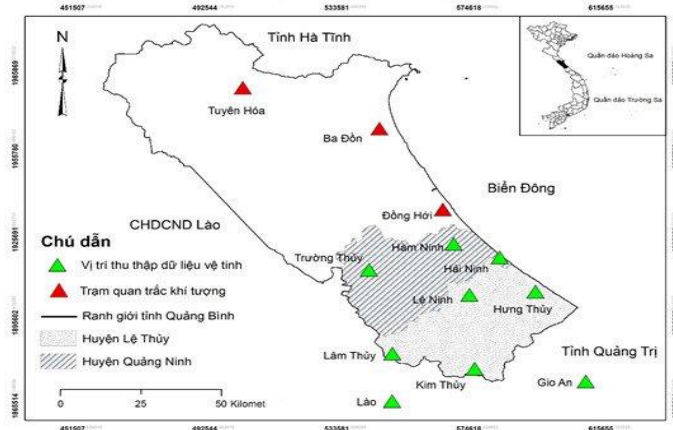 451507 492544 533581 574618 615655
N
Tỉnh Hà Tĩnh
Quần đảo Hoàng Sa
Quần đảo Trường Sa
Tuyên Hóa
Ba Đồn
Biển Đông
CHDCND Lào
Đồng Hới
Hàm Ninh
Trường Thủy
Hải Ninh
Lệ Ninh
Hưng Thủy
Chú dẫn
Vị trí thu thập dữ liệu vệ tinh
Trạm quan trắc khí tượng
Ranh giới tỉnh Quảng Bình
Huyện Lệ Thủy
Huyện Quảng Ninh
Lâm Thủy
Tỉnh Quảng Trị
Kim Thủy
Gio An
Lào
0 25 50 Kilomet
451507 492544 533581 574618 615655